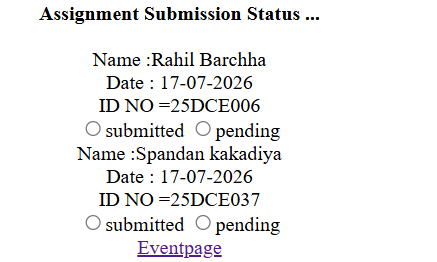 Assignment Submission Status ...
Name :Rahil Barchha
Date : 17-07-2026
ID NO =25DCE006
submitted pending
Name :Spandan kakadiya
Date : 17-07-2026
ID NO =25DCE037
submitted pending
Eventpage